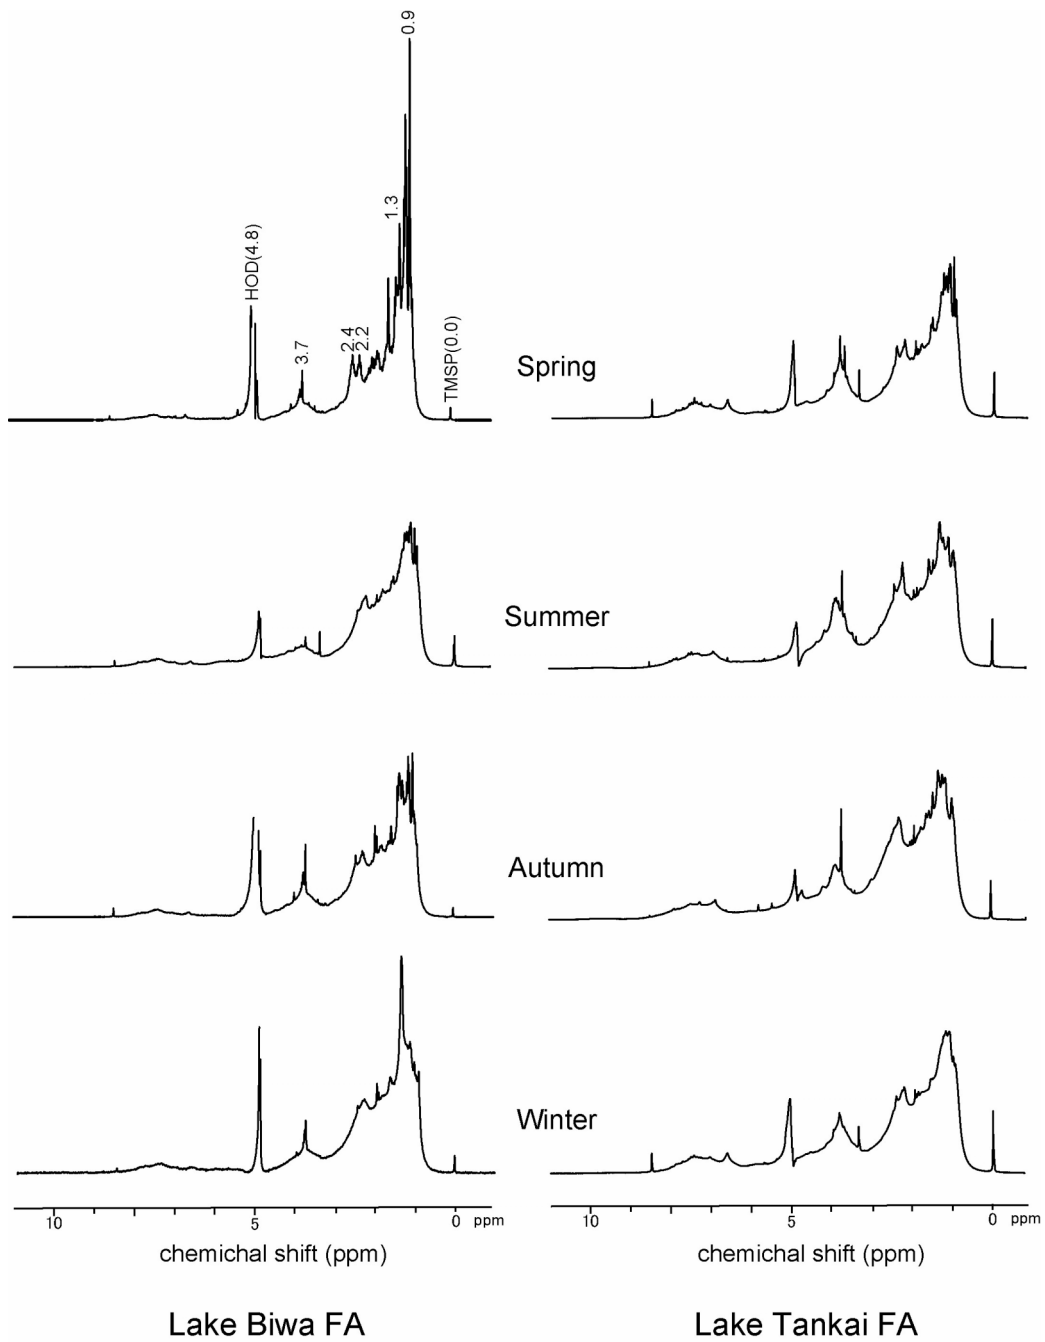 0.9
1.3
HOD(4.8)
2.4
2.2
3.7
TMSP(0.0)
Spring
Summer
Autumn
Winter
10 5 0 ppm
10 5 0 ppm
chemichal shift (ppm)
chemichal shift (ppm)
Lake Biwa FA
Lake Tankai FA